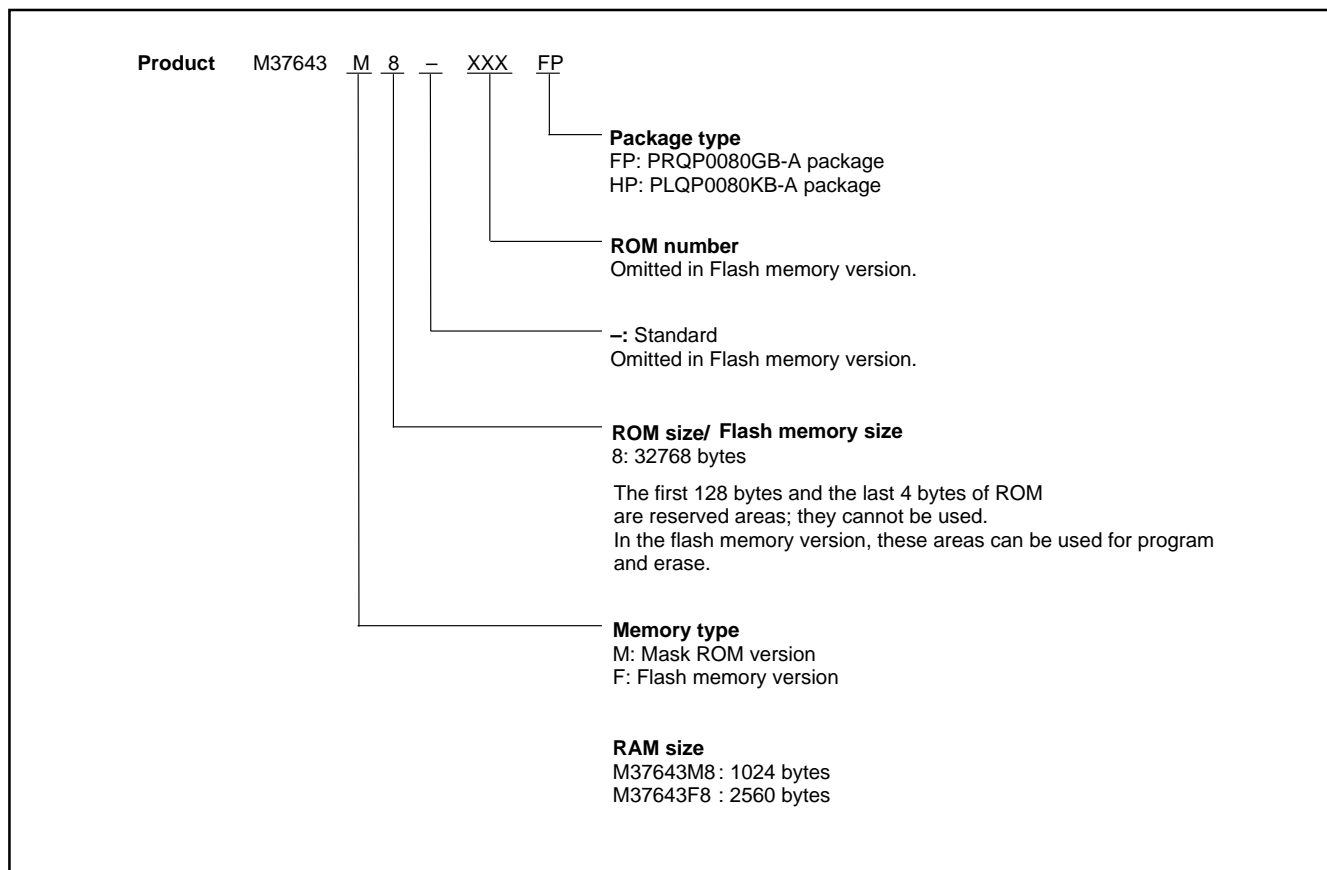 Product M37643 M 8 – XXX FP
Package type
FP: PRQP0080GB-A package
HP: PLQP0080KB-A package
ROM number
Omitted in Flash memory version.
–: Standard
Omitted in Flash memory version.
ROM size/ Flash memory size
8: 32768 bytes
The first 128 bytes and the last 4 bytes of ROM
are reserved areas; they cannot be used.
In the flash memory version, these areas can be used for program
and erase.
Memory type
M: Mask ROM version
F: Flash memory version
RAM size
M37643M8 : 1024 bytes
M37643F8 : 2560 bytes